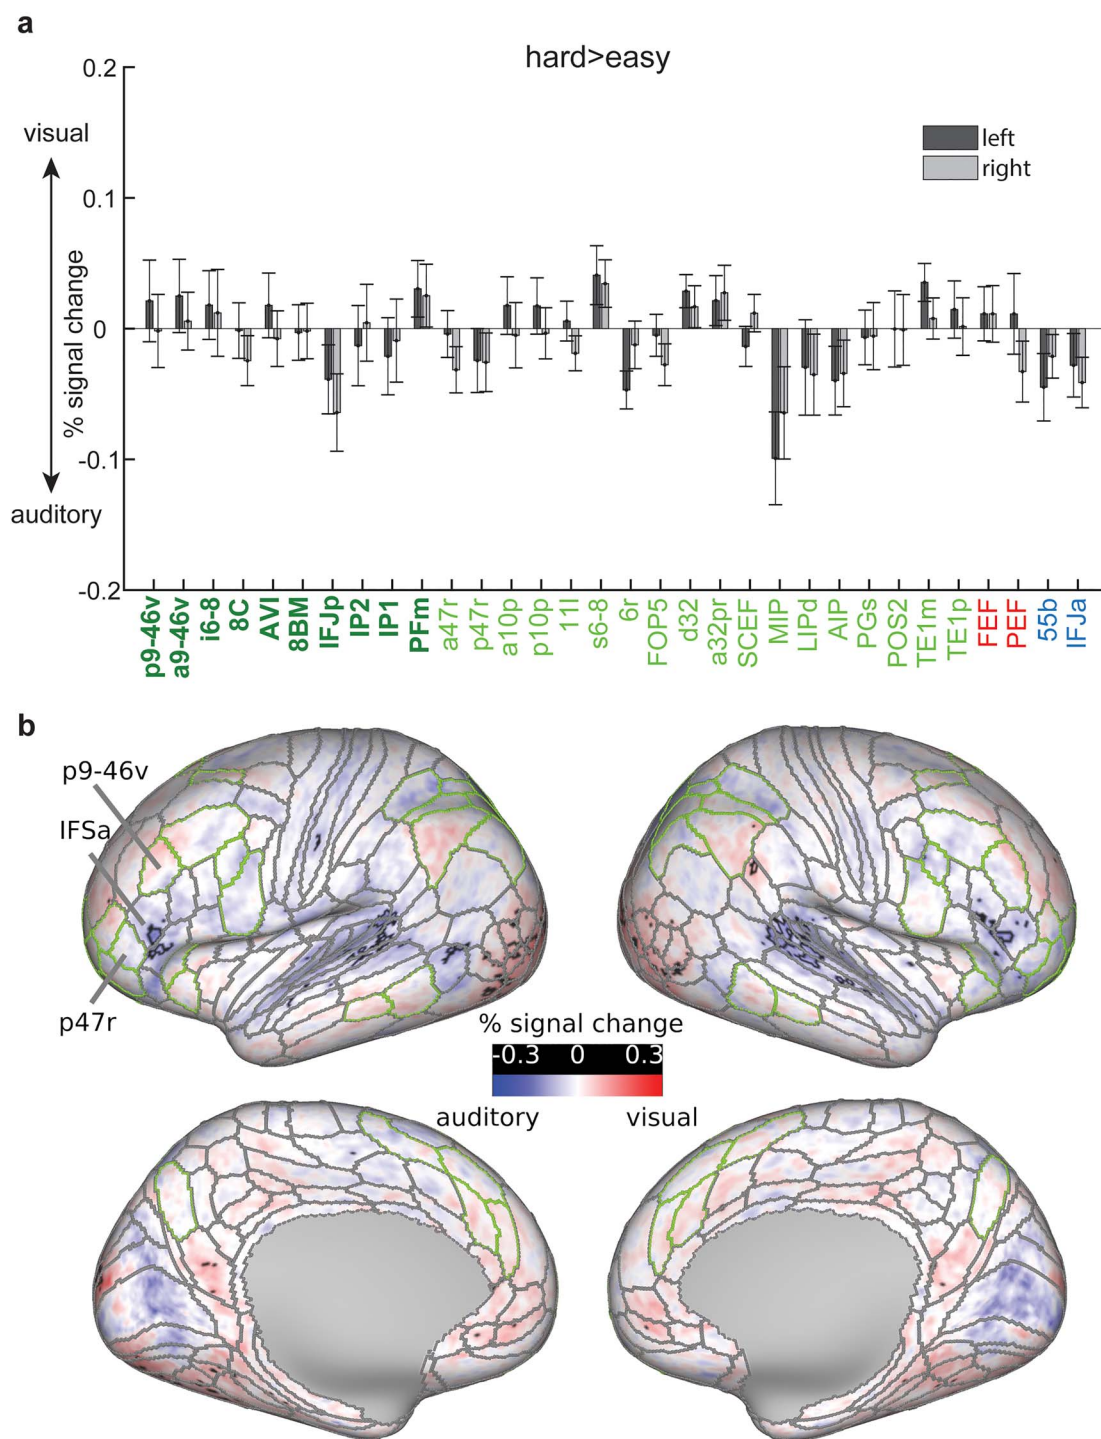 a
hard>easy
0.2
visual
left
right
0.1
% signal change
0
-0.1
auditory
-0.2
p9-46v
a9-46v
i6-8
8C
AVI
8BM
IFJp
IP2
IP1
PFm
a47r
p47r
a10p
p10p
11l
s6-8
6r
FOP5
d32
a32pr
SCEF
MIP
LIPd
AIP
PGs
POS2
TE1m
TE1p
FEF
PEF
55b
IFJa
b
p9-46v
IFSa
p47r
% signal change
-0.3 0 0.3
auditory visual